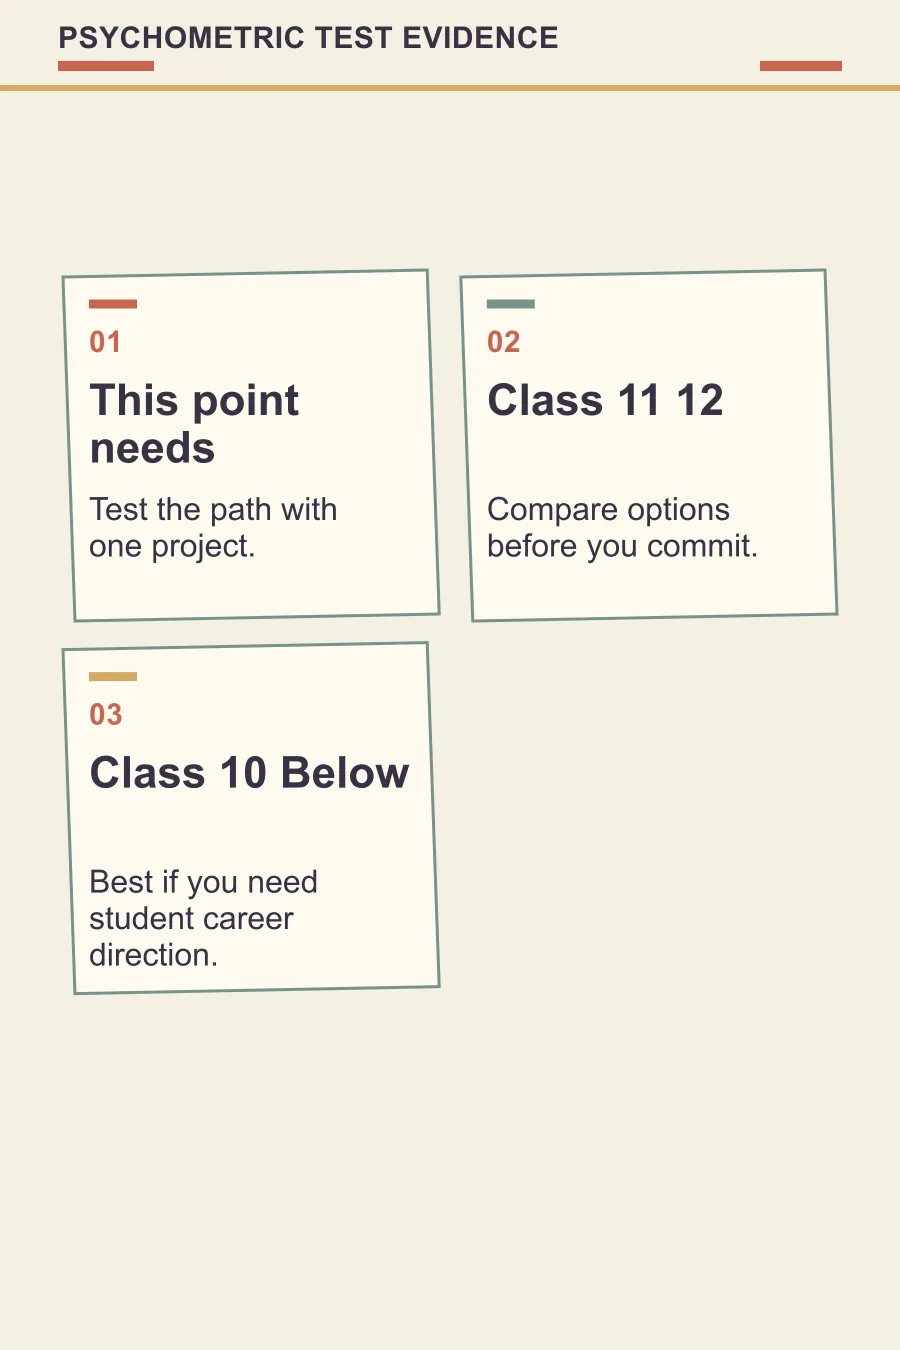 PSYCHOMETRIC TEST EVIDENCE
01
This point
needs
Test the path with
one project.
02
Class 11 12
Compare options
before you commit.
03
Class 10 Below
Best if you need
student career
direction.